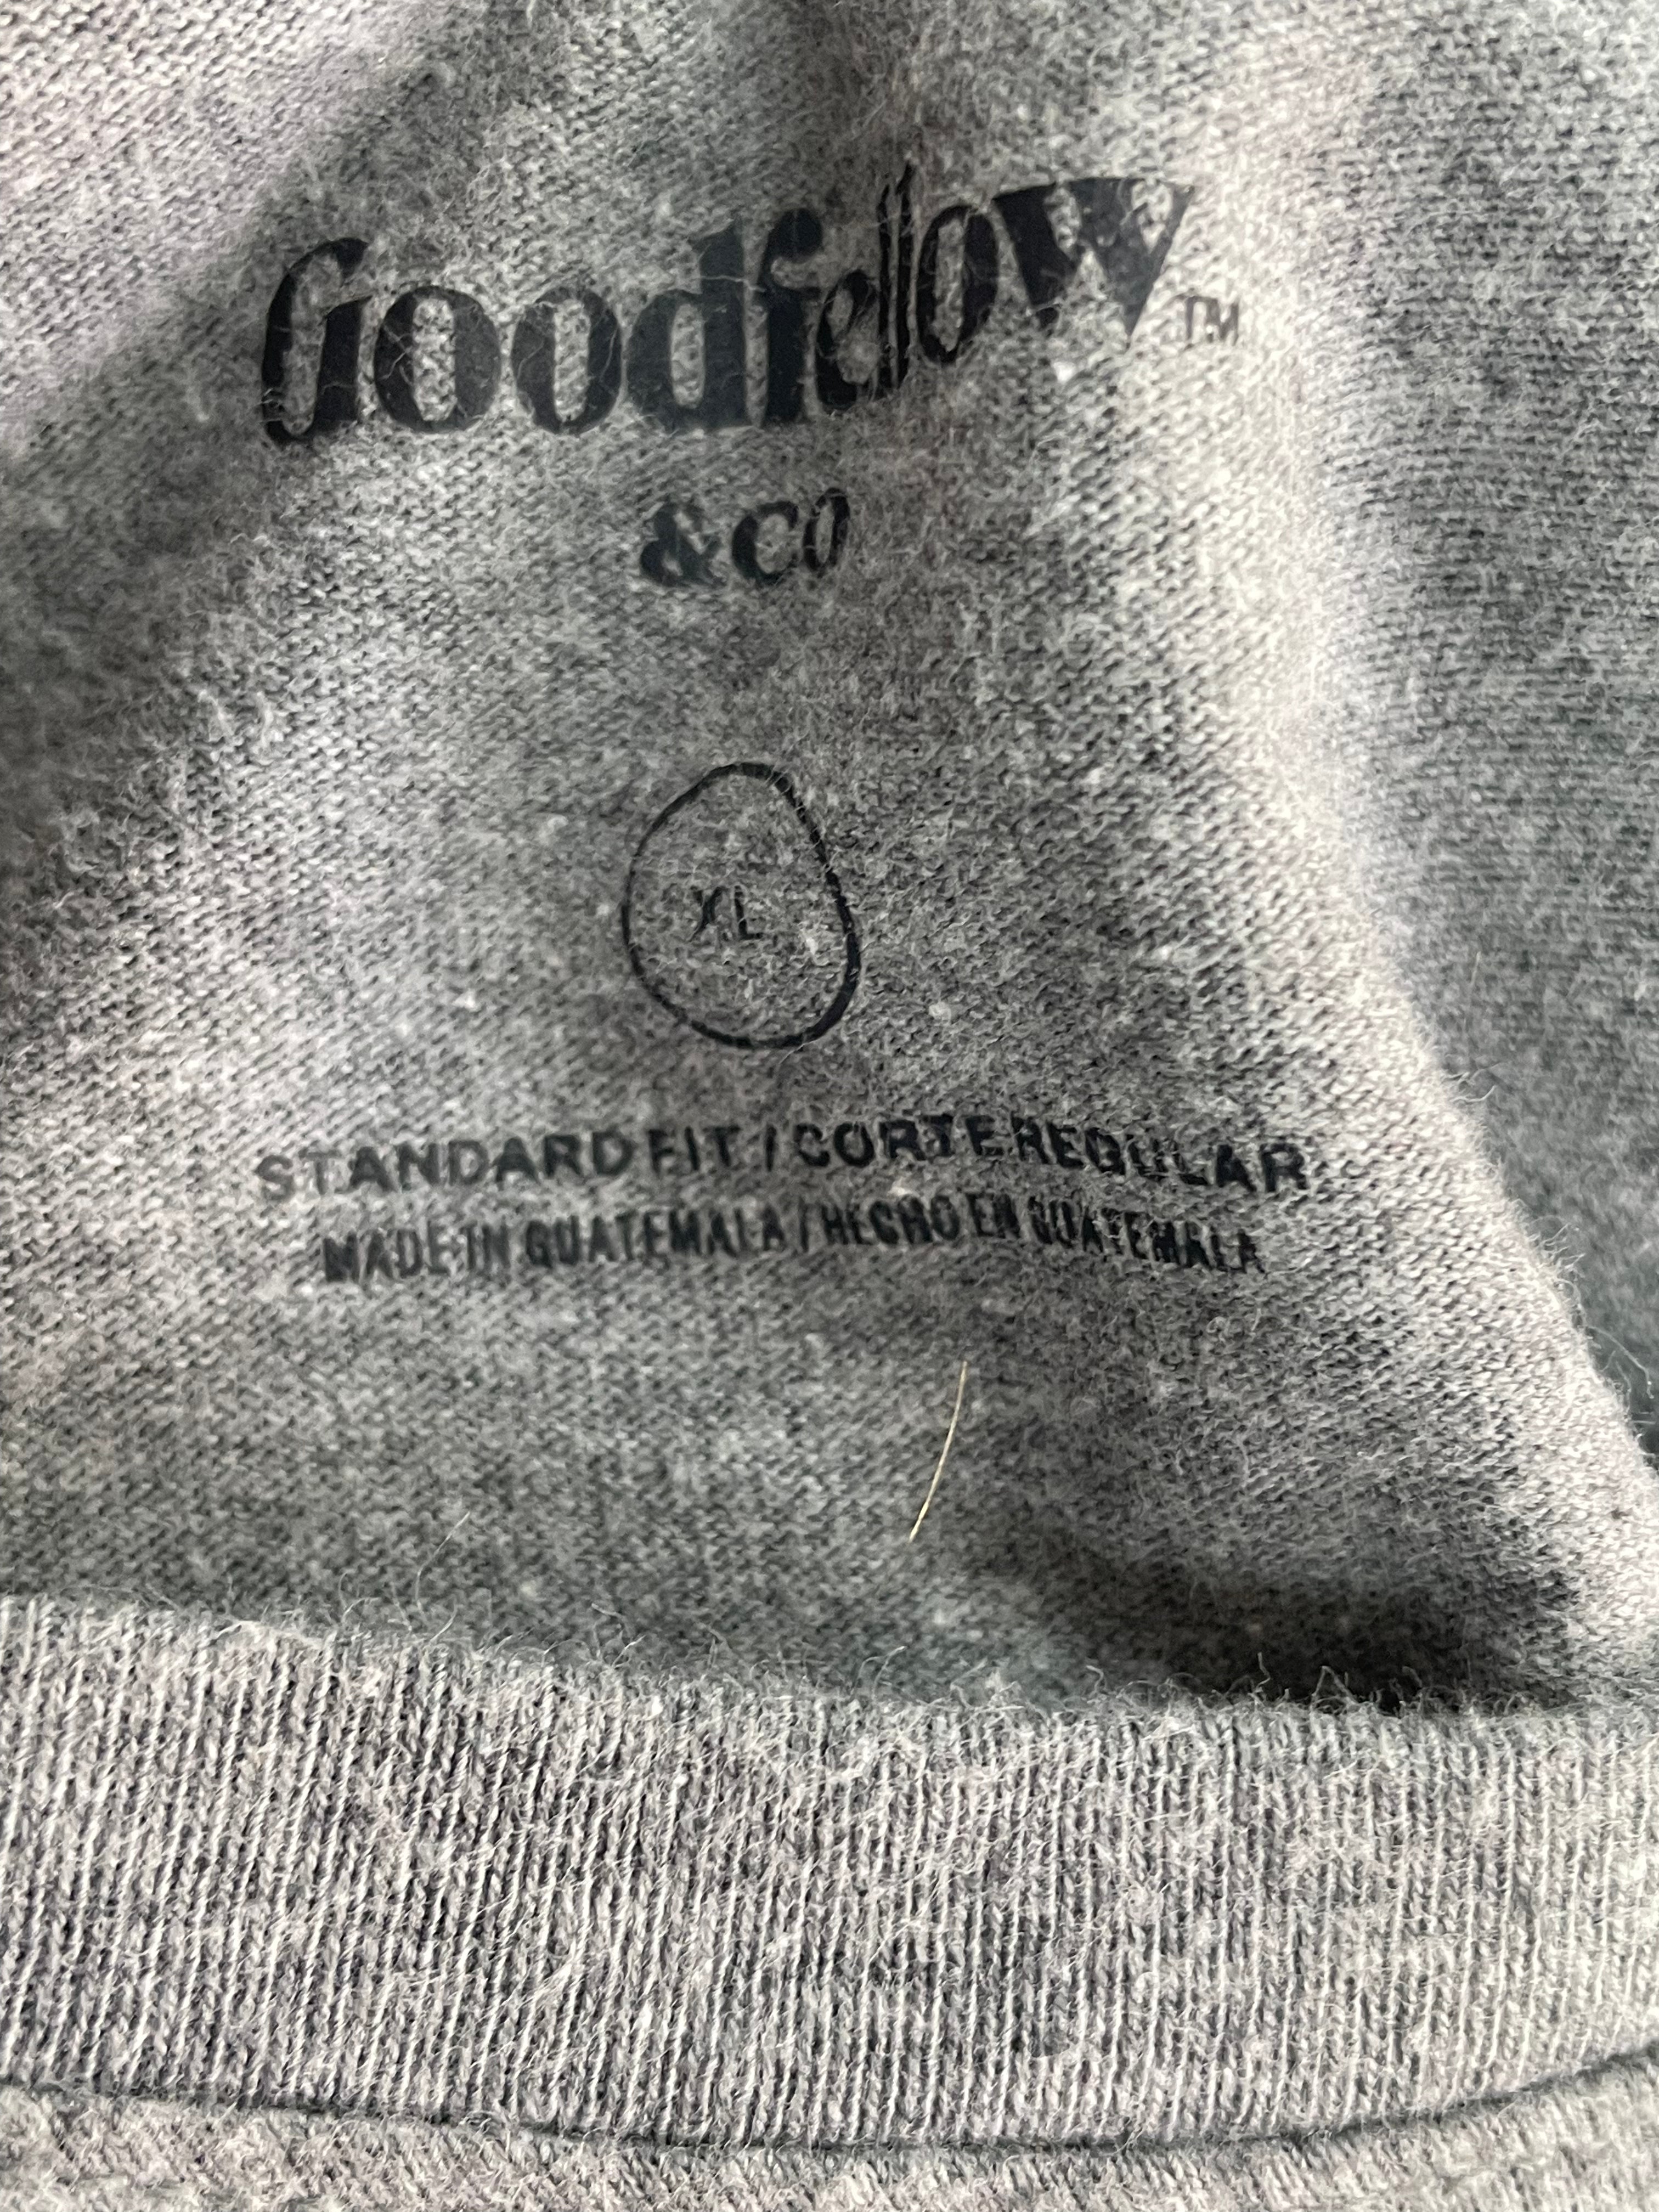 Goodfellow™
&CO
XL
STANDARD FIT / CORTE REGULAR
MADE IN GUATEMALA / HECHO EN GUATEMALA